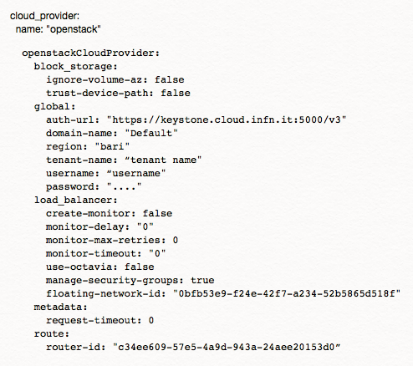 cloud_provider:
name: "openstack"
openstackCloudProvider:
block_storage:
ignore-volume-az: false
trust-device-path: false
global:
auth-url: "https://keystone.cloud.infn.it:5000/v3"
domain-name: "Default"
region: "bari"
tenant-name: “tenant name"
username: “username”
password: "...."
load_balancer:
create-monitor: false
monitor-delay: "0"
monitor-max-retries: 0
monitor-timeout: "0"
use-octavia: false
manage-security-groups: true
floating-network-id: "0bfb53e9-f24e-42f7-a234-52b5865d518f"
metadata:
request-timeout: 0
route:
router-id: "c34ee609-57e5-4a9d-943a-24aee20153d0”